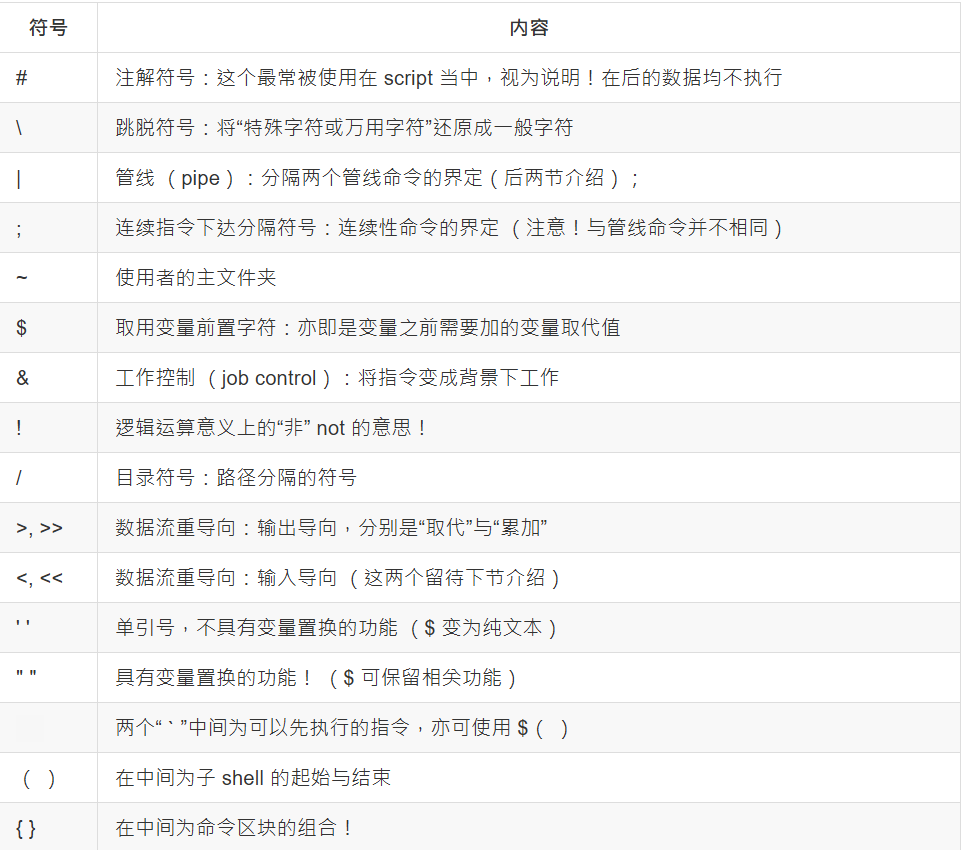 符号 内容
# 注解符号：这个最常被使用在 script 当中，视为说明！在后的数据均不执行
\ 跳脱符号：将“特殊字符或万用字符”还原成一般字符
| 管线 （pipe）：分隔两个管线命令的界定（后两节介绍）；
; 连续指令下达分隔符号：连续性命令的界定 （注意！与管线命令并不相同）
~ 使用者的主文件夹
$ 取用变量前置字符：亦即是变量之前需要加的变量取代值
& 工作控制 （job control）：将指令变成背景下工作
! 逻辑运算意义上的“非” not 的意思！
/ 目录符号：路径分隔的符号
>, >> 数据流重导向：输出导向，分别是“取代”与“累加”
<, << 数据流重导向：输入导向 （这两个留待下节介绍）
' ' 单引号，不具有变量置换的功能 （$ 变为纯文本）
" " 具有变量置换的功能！ （$ 可保留相关功能）
两个“ ` ”中间为可以先执行的指令，亦可使用 $（ ）
（ ） 在中间为子 shell 的起始与结束
{ } 在中间为命令区块的组合！